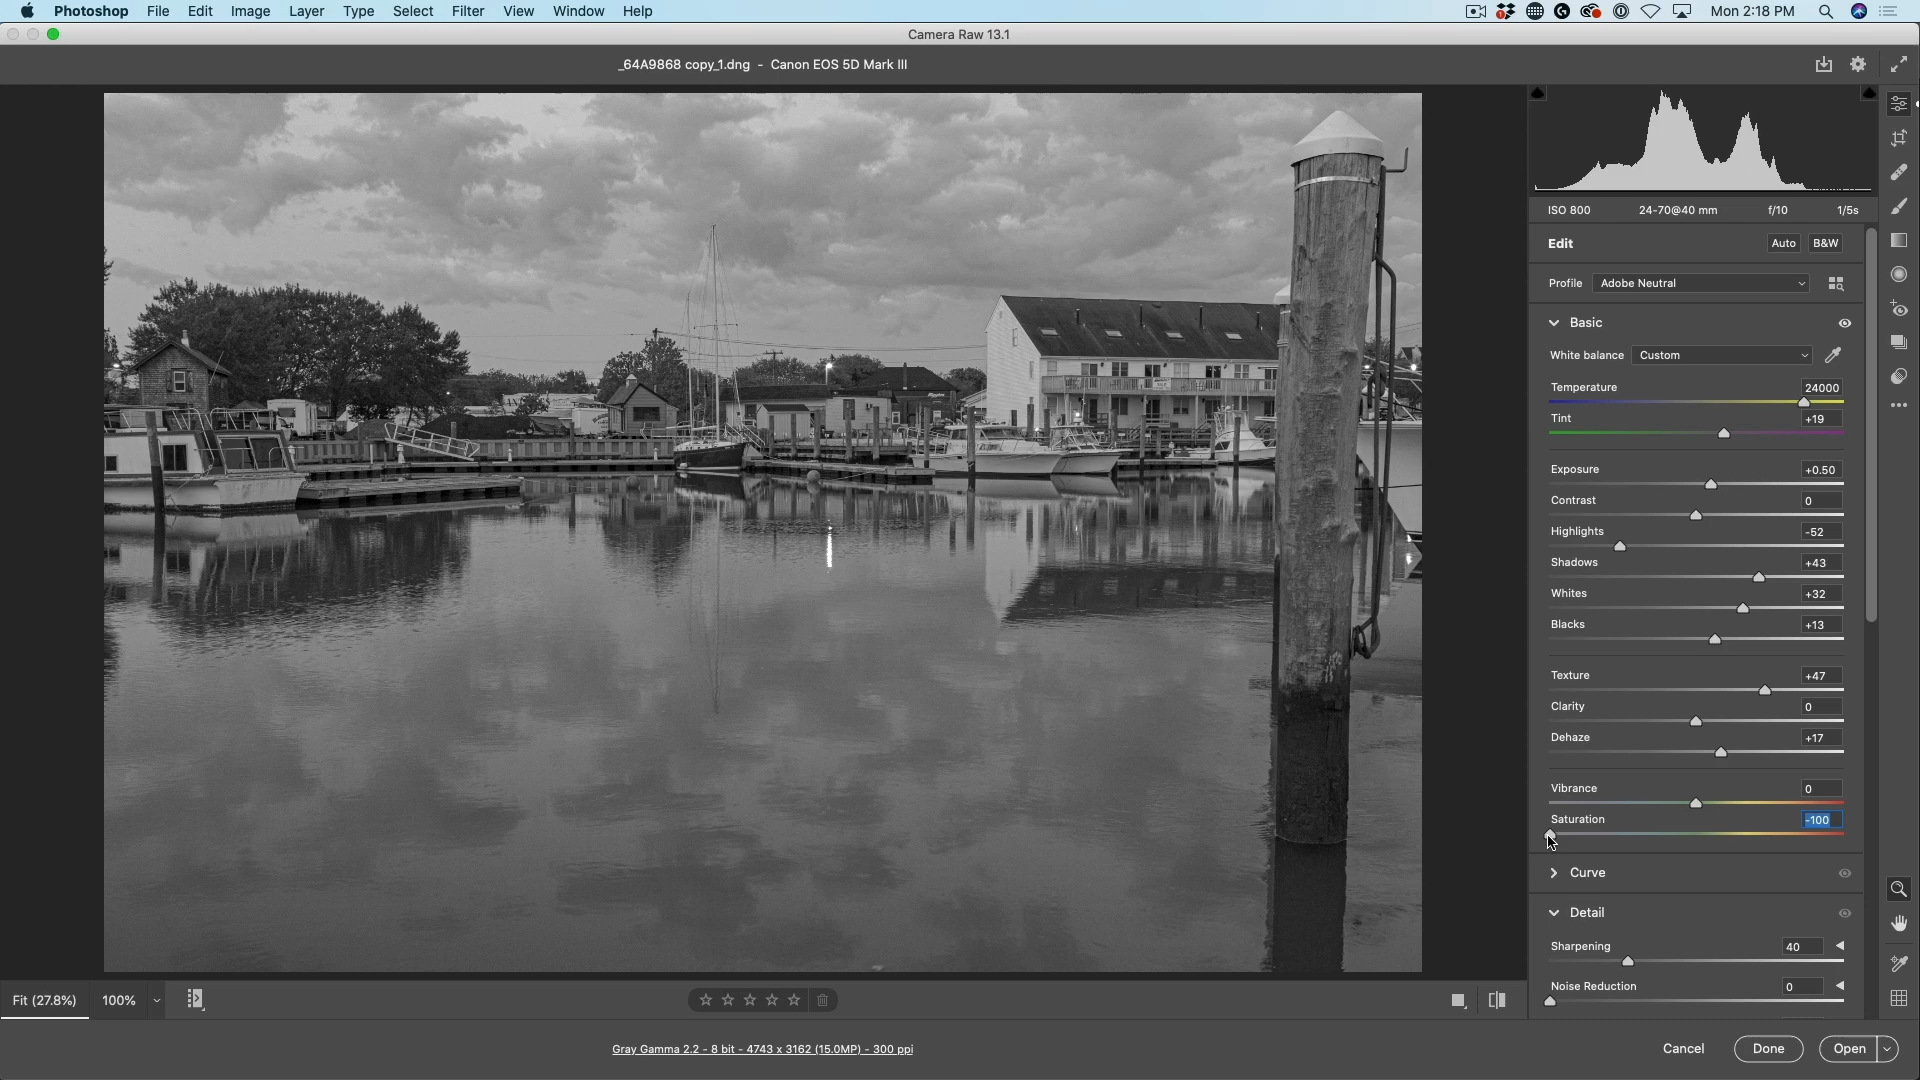 Photoshop File Edit Image Layer Type Select Filter View Window Help Mon 2:18 PM
Camera Raw 13.1
_64A9868 copy_1.dng - Canon EOS 5D Mark III
ISO 800 24-70@40 mm f/10 1/5s
Edit Auto B&W
Profile Adobe Neutral
Basic
White balance Custom
Temperature 24000
Tint +19
Exposure +0.50
Contrast 0
Highlights -52
Shadows +43
Whites +32
Blacks +13
Texture +47
Clarity 0
Dehaze +17
Vibrance 0
Saturation -100
Curve
Detail
Sharpening 40
Noise Reduction 0
Fit (27.8%) 100%
Gray Gamma 2.2 - 8 bit - 4743 x 3162 (15.0MP) - 300 ppi
Cancel Done Open